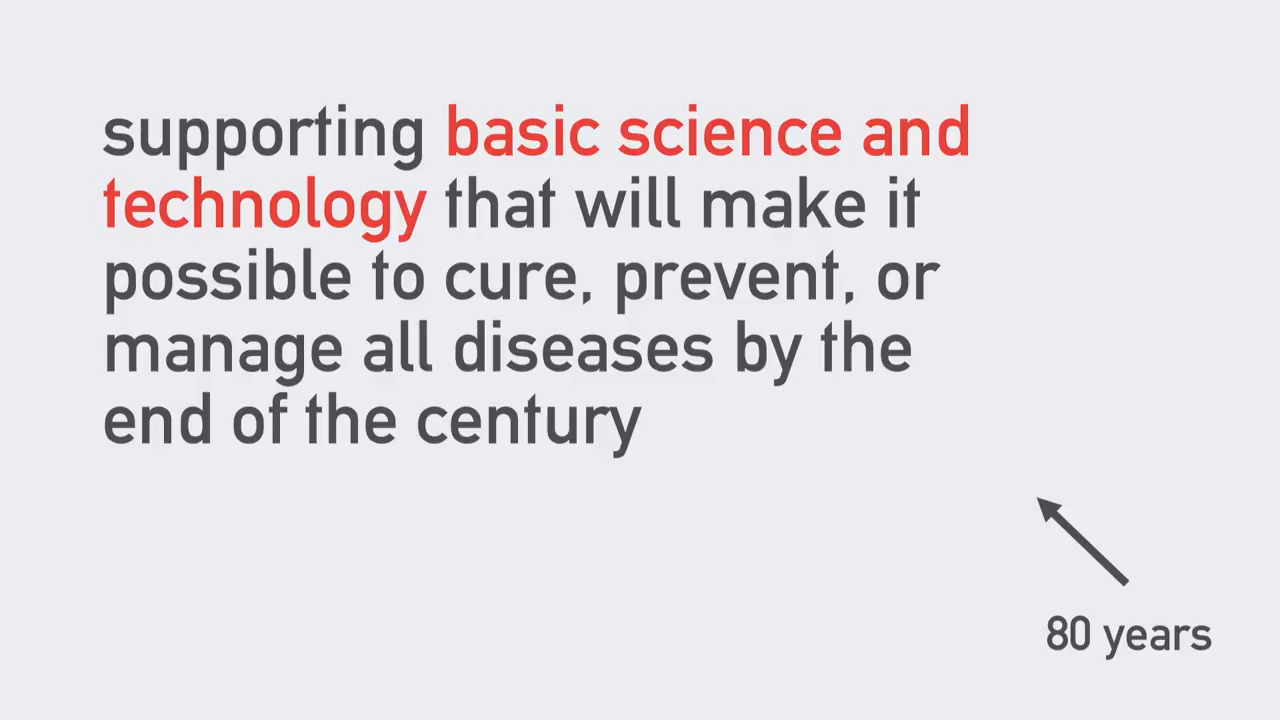 supporting basic science and
technology that will make it
possible to cure, prevent, or
manage all diseases by the
end of the century
80 years